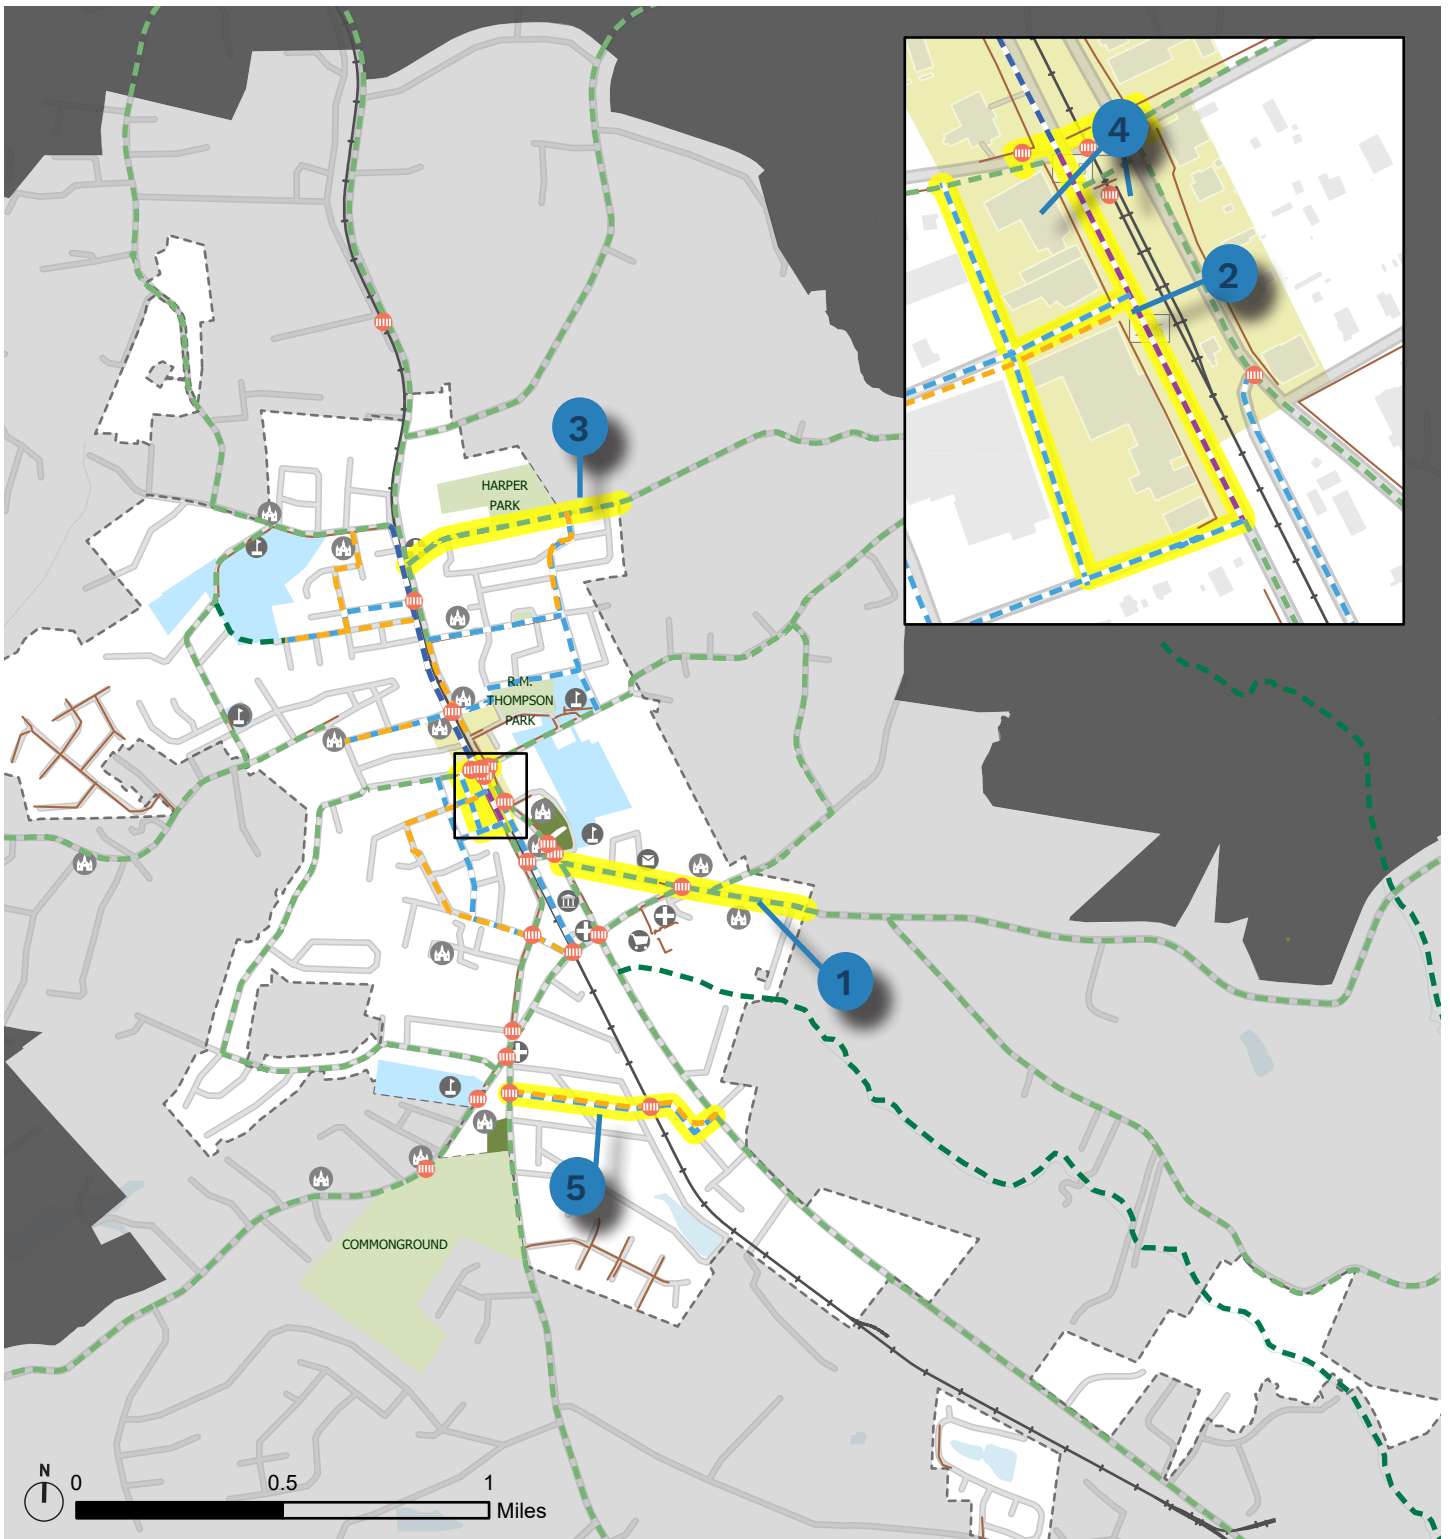 4
2
3
HARPER
PARK
R.M.
THOMPSON
PARK
1
5
COMMONGROUND
N
0 0.5 1
Miles